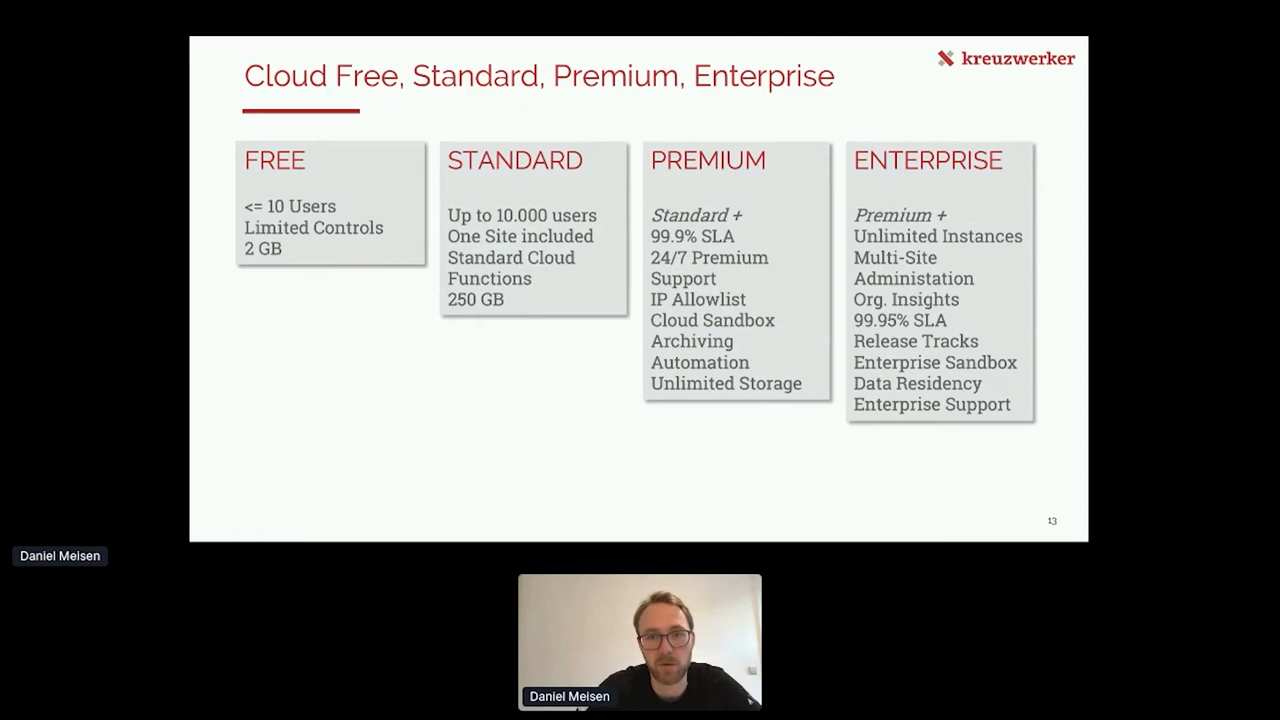 kreuzwerker
Cloud Free, Standard, Premium, Enterprise
FREE
<= 10 Users
Limited Controls
2 GB
STANDARD
Up to 10.000 users
One Site included
Standard Cloud
Functions
250 GB
PREMIUM
Standard +
99.9% SLA
24/7 Premium
Support
IP Allowlist
Cloud Sandbox
Archiving
Automation
Unlimited Storage
ENTERPRISE
Premium +
Unlimited Instances
Multi-Site
Administation
Org. Insights
99.95% SLA
Release Tracks
Enterprise Sandbox
Data Residency
Enterprise Support
13
Daniel Meisen
Daniel Meisen